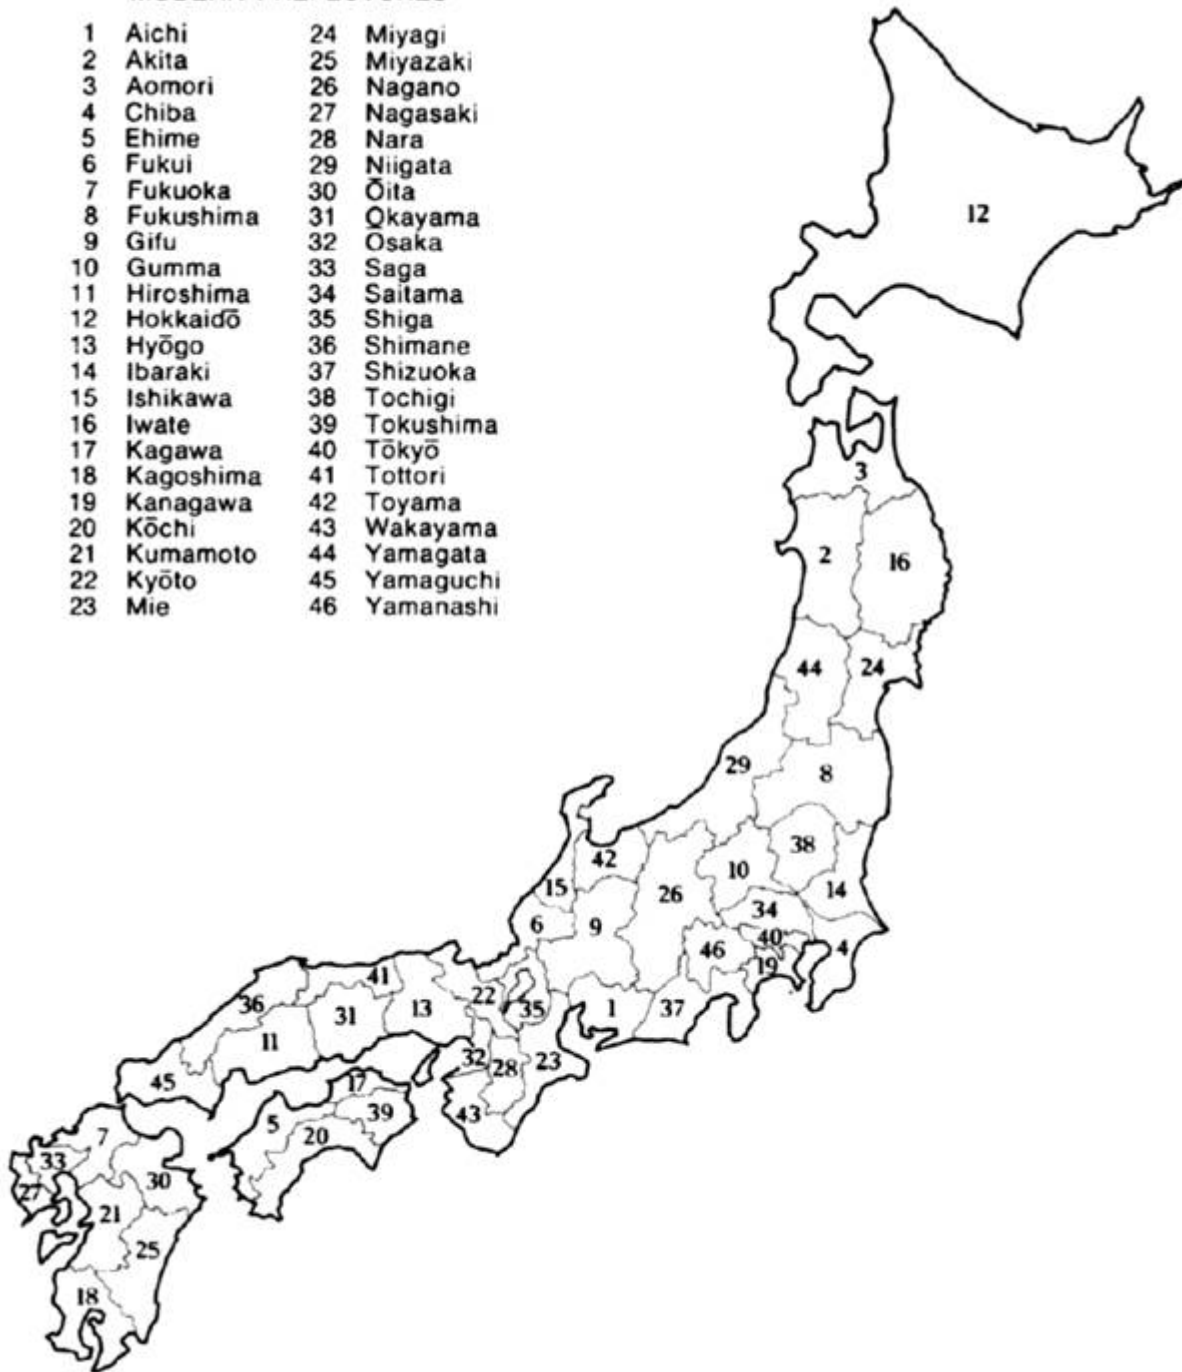 1 Aichi
2 Akita
3 Aomori
4 Chiba
5 Ehime
6 Fukui
7 Fukuoka
8 Fukushima
9 Gifu
10 Gumma
11 Hiroshima
12 Hokkaidō
13 Hyōgo
14 Ibaraki
15 Ishikawa
16 Iwate
17 Kagawa
18 Kagoshima
19 Kanagawa
20 Kōchi
21 Kumamoto
22 Kyōto
23 Mie
24 Miyagi
25 Miyazaki
26 Nagano
27 Nagasaki
28 Nara
29 Niigata
30 Ōita
31 Okayama
32 Ōsaka
33 Saga
34 Saitama
35 Shiga
36 Shimane
37 Shizuoka
38 Tochigi
39 Tokushima
40 Tōkyō
41 Tottori
42 Toyama
43 Wakayama
44 Yamagata
45 Yamaguchi
46 Yamanashi
12
3
2
16
44
24
29
8
38
42
10
15
26
14
34
6
9
40
4
46
19
41
22
36
31
13
35
1
37
11
32
28
23
45
17
39
43
5
20
7
33
30
27
21
25
18